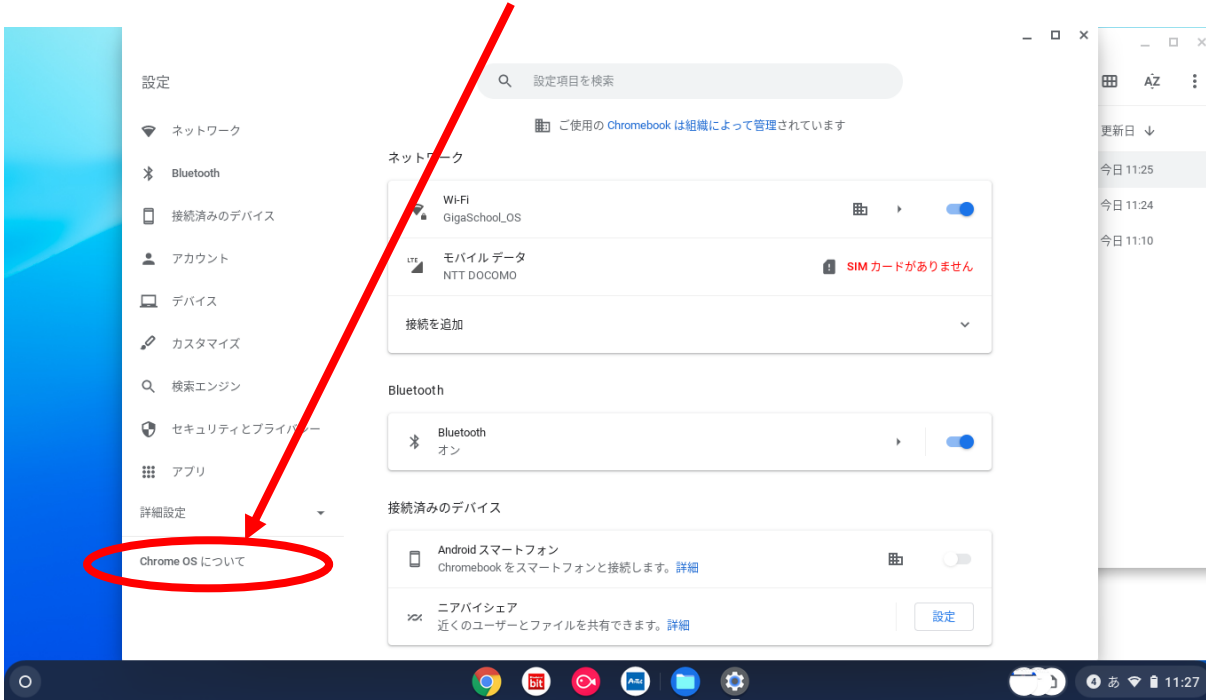 設定
設定項目を検索
ご使用の Chromebook は組織によって管理されています
ネットワーク
Bluetooth
接続済みのデバイス
アカウント
デバイス
カスタマイズ
検索エンジン
セキュリティとプライバシー
アプリ
詳細設定
Chrome OS について
ネットワーク
Wi-Fi
GigaSchool_OS
LTE
モバイル データ
NTT DOCOMO
SIM カードがありません
接続を追加
Bluetooth
Bluetooth
オン
接続済みのデバイス
Android スマートフォン
Chromebook をスマートフォンと接続します。詳細
ニアバイシェア
近くのユーザーとファイルを共有できます。詳細
設定
AZ
更新日
今日 11:25
今日 11:24
今日 11:10
bit
4 あ 11:27